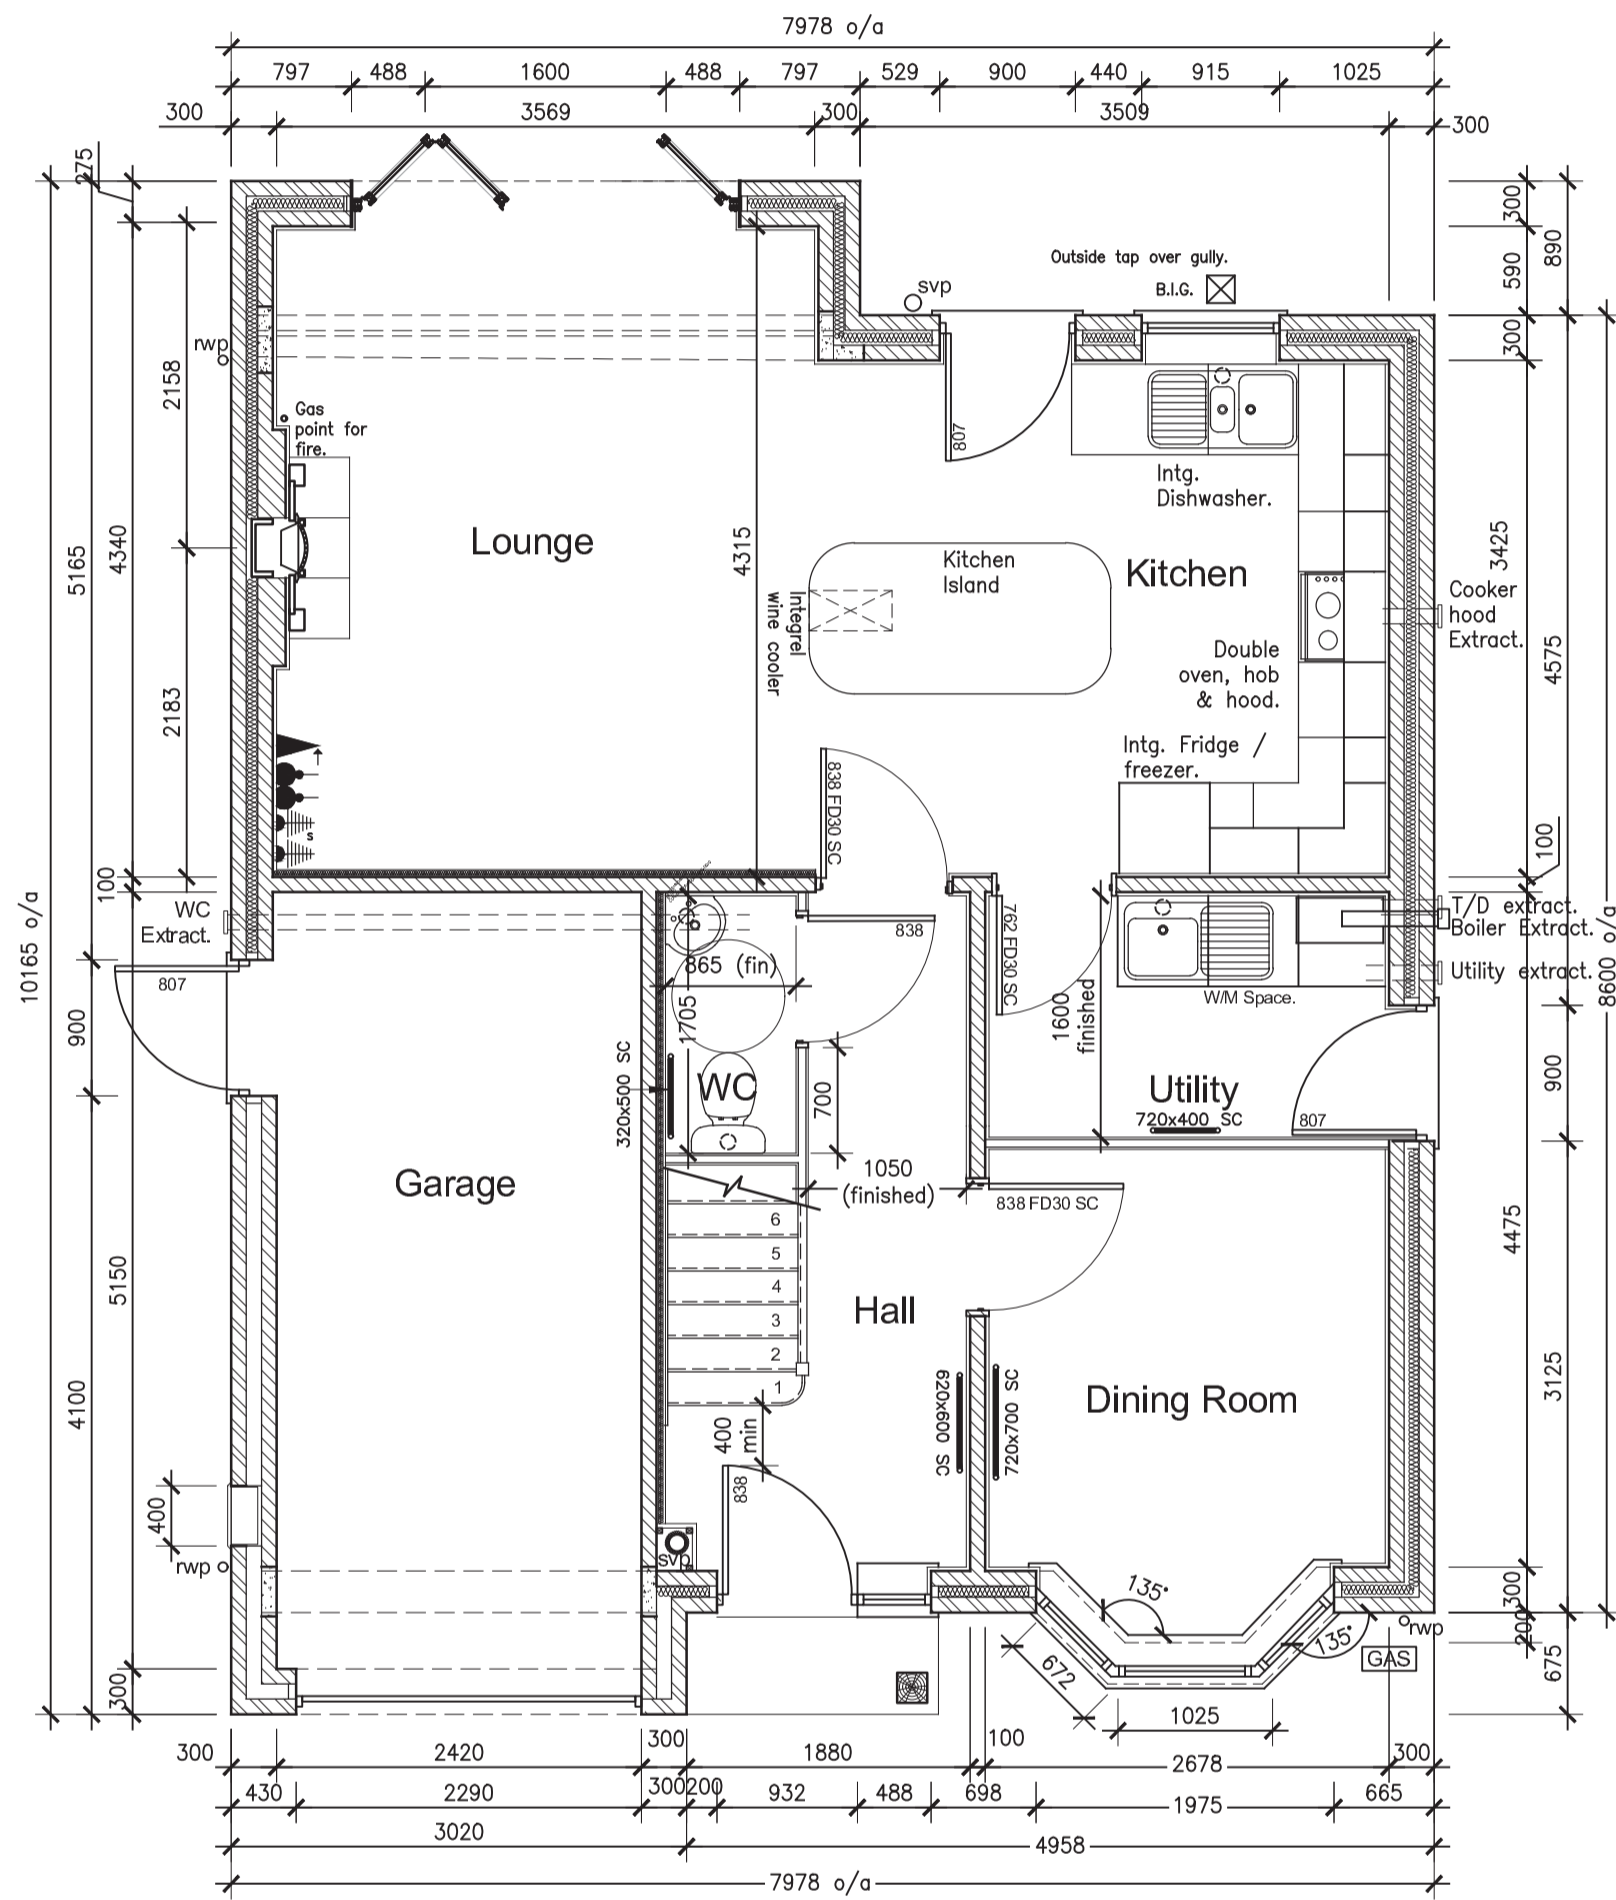 7978 o/a
797 488 1600 488 797 529 900 440 915 1025
300 3569 300 3509 300
275
300
890
590
300
Outside tap over gully.
B.I.G.
svp
rwp
2158
Gas
point for
fire.
807
Intg.
Dishwasher.
5165
4340
Lounge
4315
Kitchen
Island
Kitchen
3425
Integrel
wine cooler
Cooker
hood
Extract.
4575
Double
oven, hob
& hood.
2183
Intg. Fridge /
freezer.
838 FD30 SC
s
100
100
WC
Extract.
10165 o/a
838
762 FD30 SC
T/D extract.
Boiler Extract.
Utility extract.
8600 o/a
865 (fin)
807
W/M Space.
1600
finished
1705
900
320x500 SC
WC
700
Utility
720x400 SC
807
900
Garage
1050
(finished)
838 FD30 SC
4475
6
5
4
3
2
1
5150
Hall
3125
4100
620x600 SC
720x700 SC
Dining Room
400
min
838
400
rwp
svp
135°
135°
300
200
rwp
GAS
675
672
300
1025
300 2420 300 1880 100 2678 300
430 2290 300 200 932 488 698 1975 665
3020 4958
7978 o/a